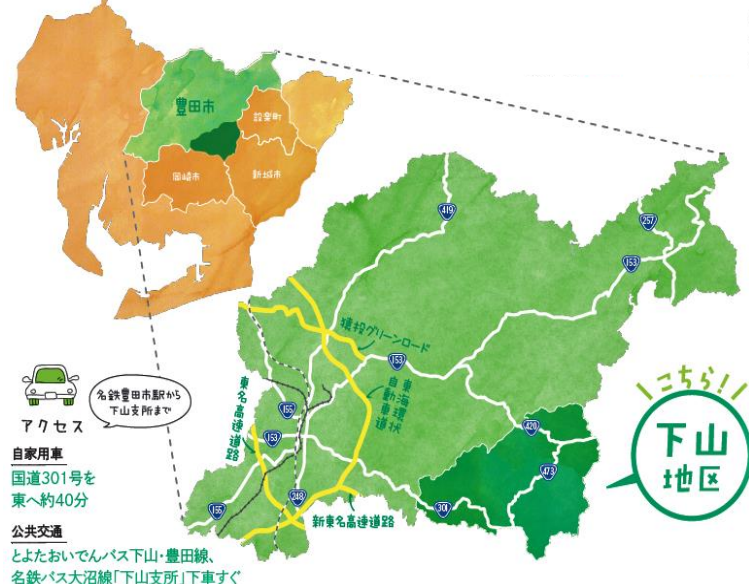 豊田市
設楽町
岡崎市
新城市
419
257
153
猿投グリーンロード
153
東海環状
自動車道
東名高速道路
155
153
420
473
301
248
155
新東名高速道路
こちら!!
下山
地区
名鉄豊田市駅から
下山支所まで
アクセス
自家用車
国道301号を
東へ約40分
公共交通
とよたおいでんバス下山・豊田線、
名鉄バス大沼線「下山支所」下車すぐ